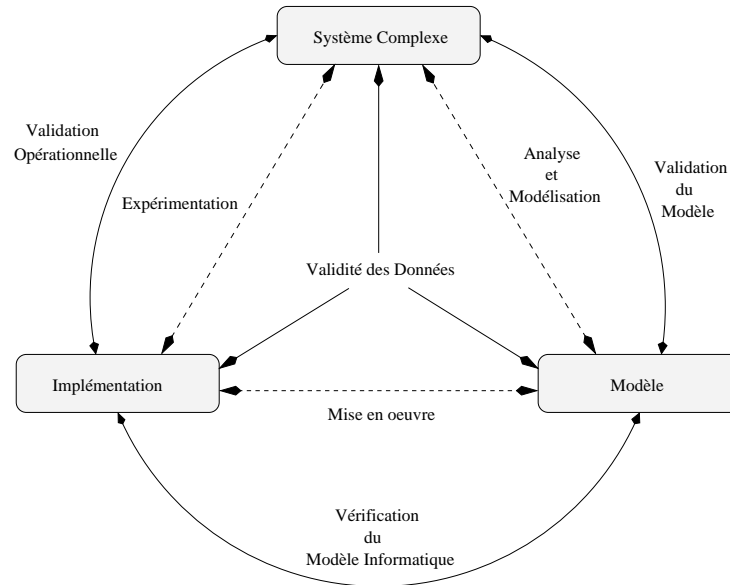 Système Complexe
Validation
Opérationnelle
Expérimentation
Analyse
et
Modélisation
Validation
du
Modèle
Validité des Données
Implémentation
Modèle
Mise en oeuvre
Vérification
du
Modèle Informatique